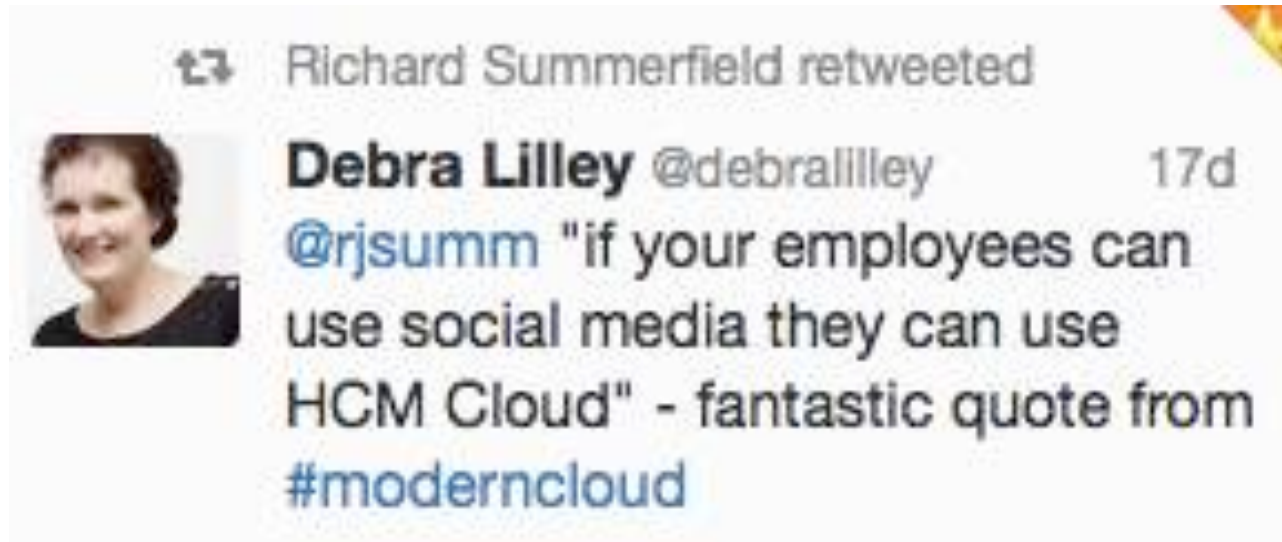 Richard Summerfield retweeted
Debra Lilley @debralilley 17d
@rjsumm "if your employees can
use social media they can use
HCM Cloud" - fantastic quote from
#moderncloud